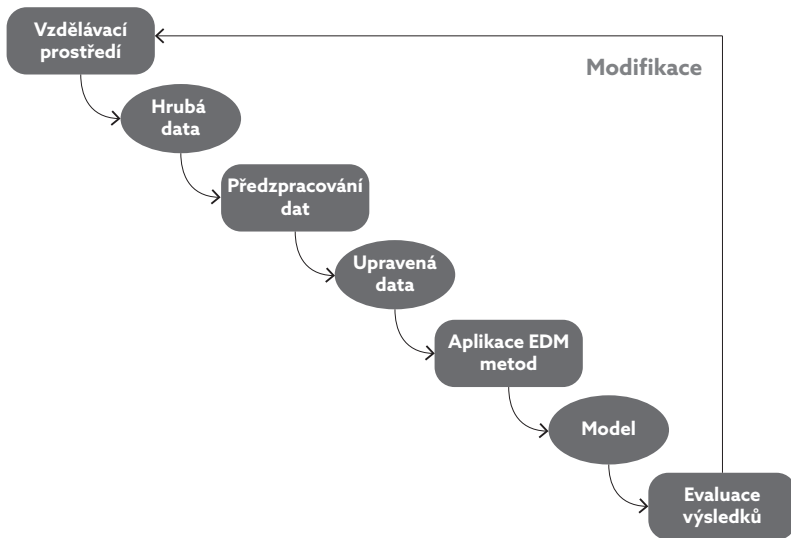 Vzdělávací
prostředí
Modifikace
Hrubá
data
Předzpracování
dat
Upravená
data
Aplikace EDM
metod
Model
Evaluace
výsledků